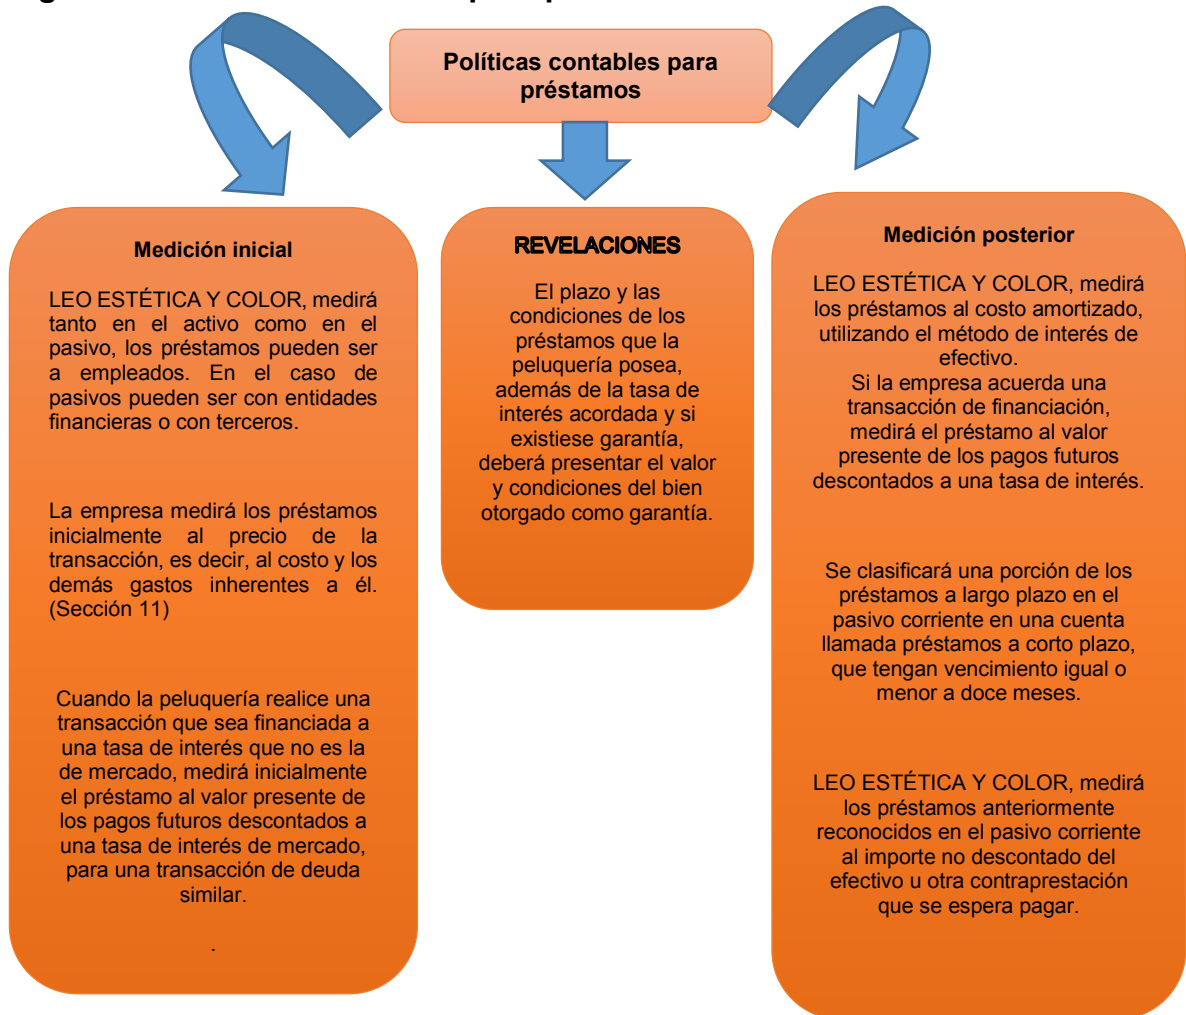 Políticas contables para
préstamos
Medición inicial
LEO ESTÉTICA Y COLOR, medirá
tanto en el activo como en el
pasivo, los préstamos pueden ser
a empleados. En el caso de
pasivos pueden ser con entidades
financieras o con terceros.
La empresa medirá los préstamos
inicialmente al precio de la
transacción, es decir, al costo y los
demás gastos inherentes a él.
(Sección 11)
Cuando la peluquería realice una
transacción que sea financiada a
una tasa de interés que no es la
de mercado, medirá inicialmente
el préstamo al valor presente de
los pagos futuros descontados a
una tasa de interés de mercado,
para una transacción de deuda
similar.
.
REVELACIONES
El plazo y las
condiciones de los
préstamos que la
peluquería posea,
además de la tasa de
interés acordada y si
existiese garantía,
deberá presentar el valor
y condiciones del bien
otorgado como garantía.
Medición posterior
LEO ESTÉTICA Y COLOR, medirá
los préstamos al costo amortizado,
utilizando el método de interés de
efectivo.
Si la empresa acuerda una
transacción de financiación,
medirá el préstamo al valor
presente de los pagos futuros
descontados a una tasa de interés.
Se clasificará una porción de los
préstamos a largo plazo en el
pasivo corriente en una cuenta
llamada préstamos a corto plazo,
que tengan vencimiento igual o
menor a doce meses.
LEO ESTÉTICA Y COLOR, medirá
los préstamos anteriormente
reconocidos en el pasivo corriente
al importe no descontado del
efectivo u otra contraprestación
que se espera pagar.